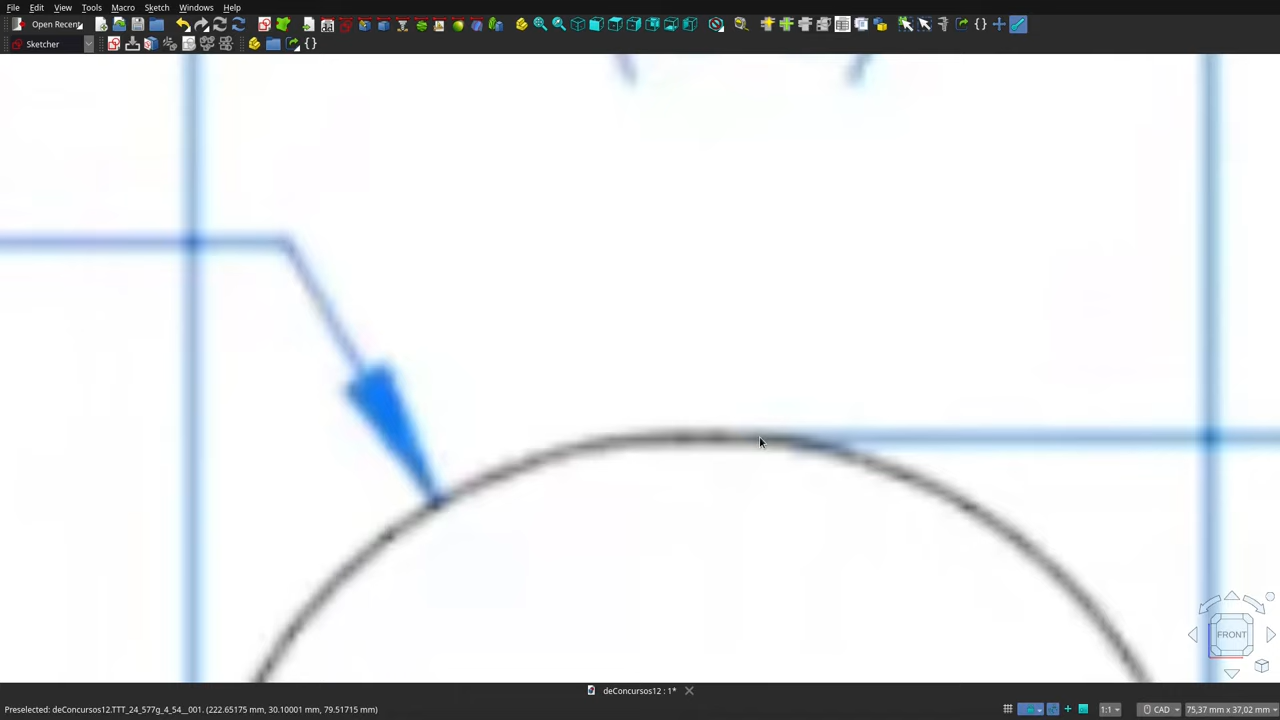 File Edit View Tools Macro Sketch Windows Help
Open Recent
Sketcher
FRONT
deConcursos12 : 1*
Preselected: deConcursos12.TTT_24_577g_4_54__001. (222.65175 mm, 30.10001 mm, 79.51715 mm)
1:1
CAD
75,37 mm x 37,02 mm